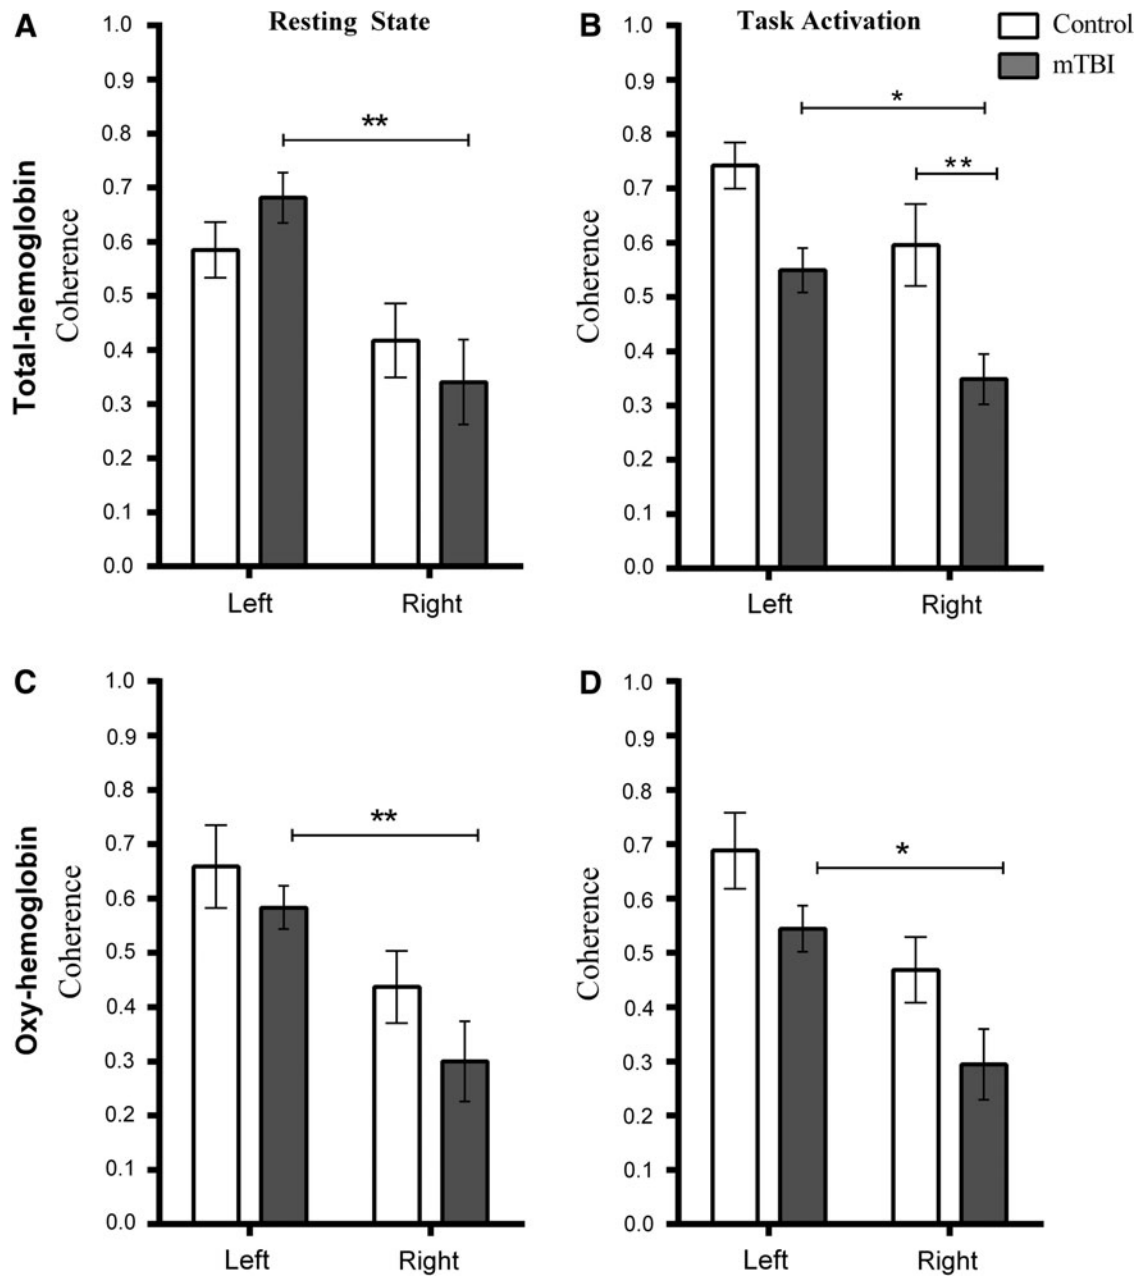 A
Resting State
B
Task Activation
Control
mTBI
Total-hemoglobin
Coherence
1.0
0.9
0.8
0.7
0.6
0.5
0.4
0.3
0.2
0.1
0.0
**
Left
Right
Coherence
1.0
0.9
0.8
0.7
0.6
0.5
0.4
0.3
0.2
0.1
0.0
*
**
Left
Right
C
Oxy-hemoglobin
Coherence
1.0
0.9
0.8
0.7
0.6
0.5
0.4
0.3
0.2
0.1
0.0
**
Left
Right
D
Coherence
1.0
0.9
0.8
0.7
0.6
0.5
0.4
0.3
0.2
0.1
0.0
*
Left
Right